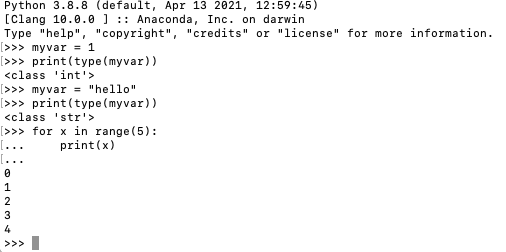 Python 3.8.8 (default, Apr 13 2021, 12:59:45)
[Clang 10.0.0 ] :: Anaconda, Inc. on darwin
Type "help", "copyright", "credits" or "license" for more information.
[>>> myvar = 1
[>>> print(type(myvar))
<class 'int'>
[>>> myvar = "hello"
[>>> print(type(myvar))
<class 'str'>
[>>> for x in range(5):
[...     print(x)
[...
0
1
2
3
4
>>>